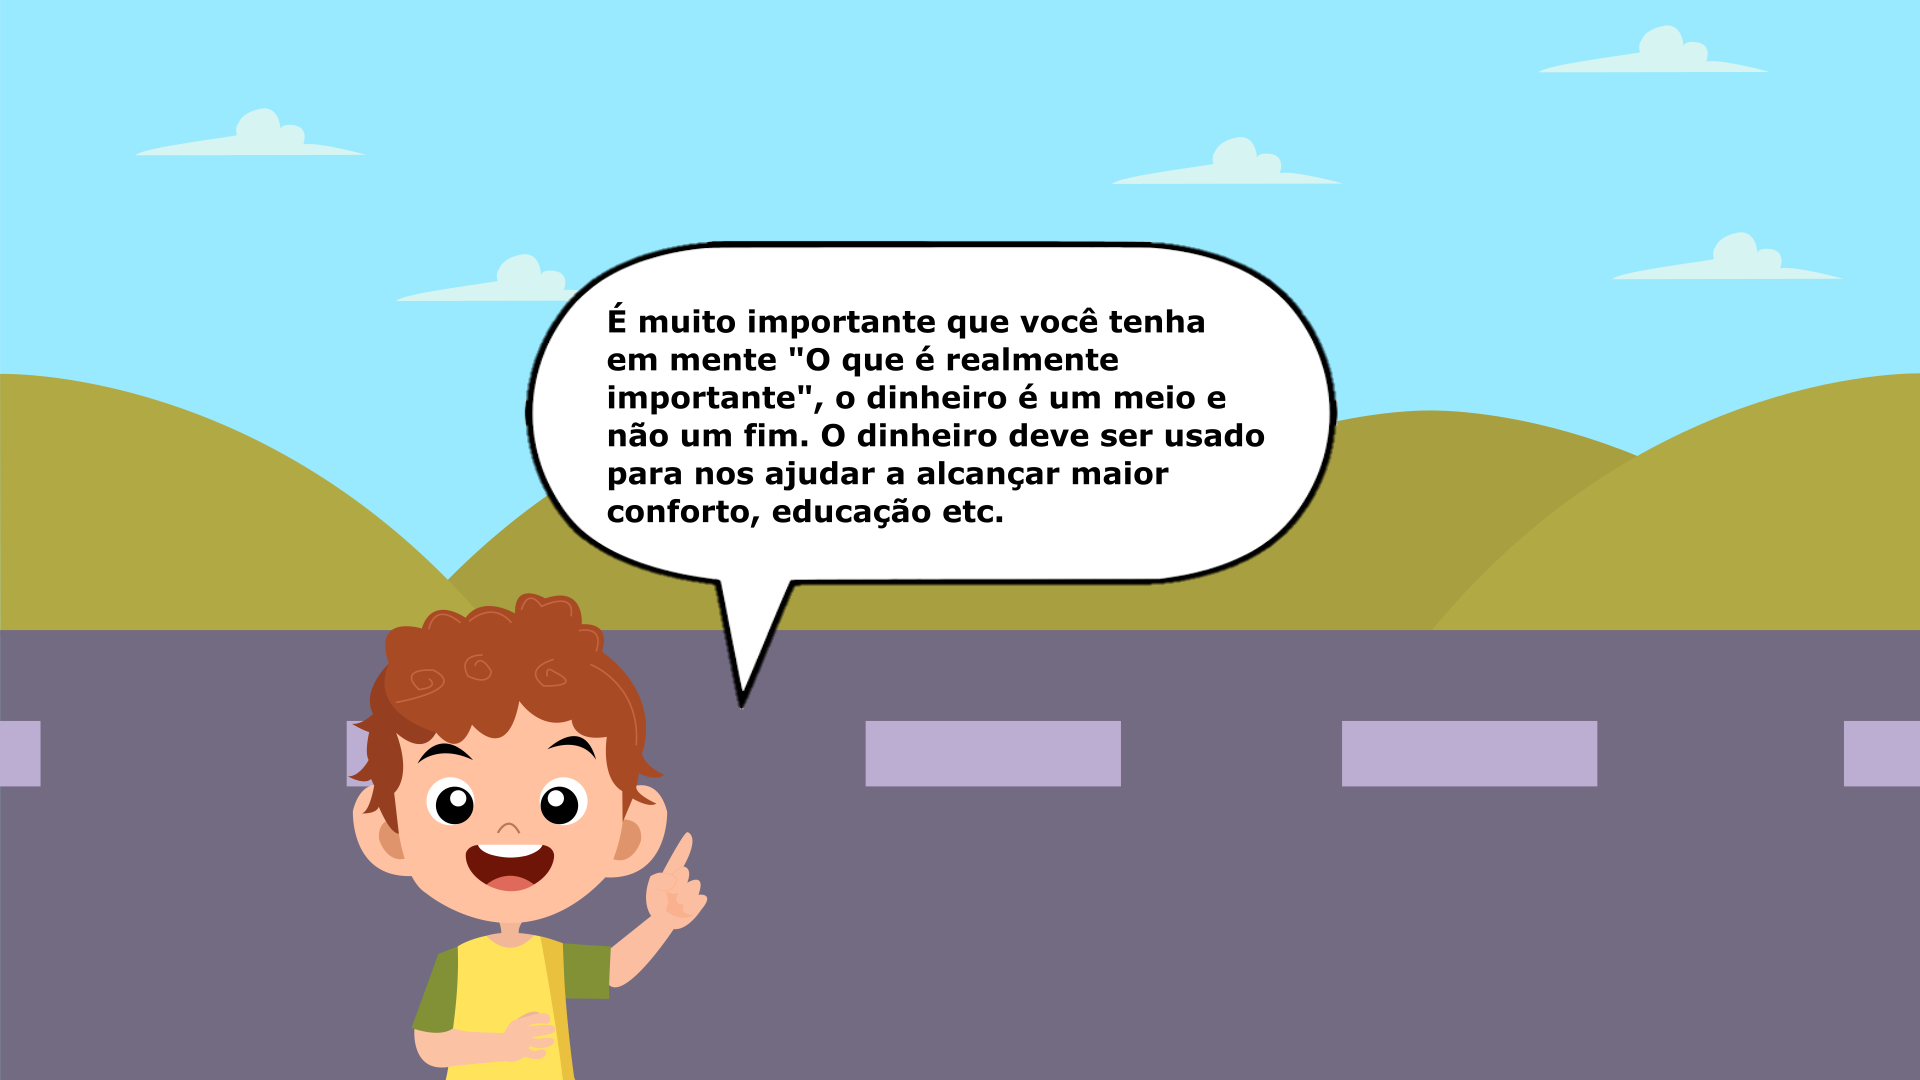 É muito importante que você tenha
em mente "O que é realmente
importante", o dinheiro é um meio e
não um fim. O dinheiro deve ser usado
para nos ajudar a alcançar maior
conforto, educação etc.